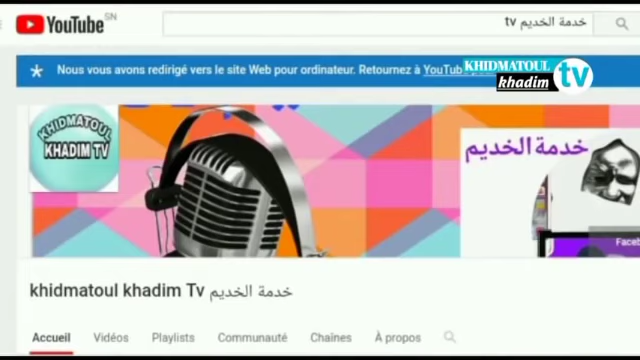 YouTube SN
خدمة الخديم tv
Nous vous avons redirigé vers le site Web pour ordinateur. Retournez à YouTube
KHIDMATOUL
khadim
tv
KHIDMATOUL
KHADIM TV
خدمة الخديم
Faceb
khidmatoul khadim Tv خدمة الخديم
Accueil Vidéos Playlists Communauté Chaînes À propos